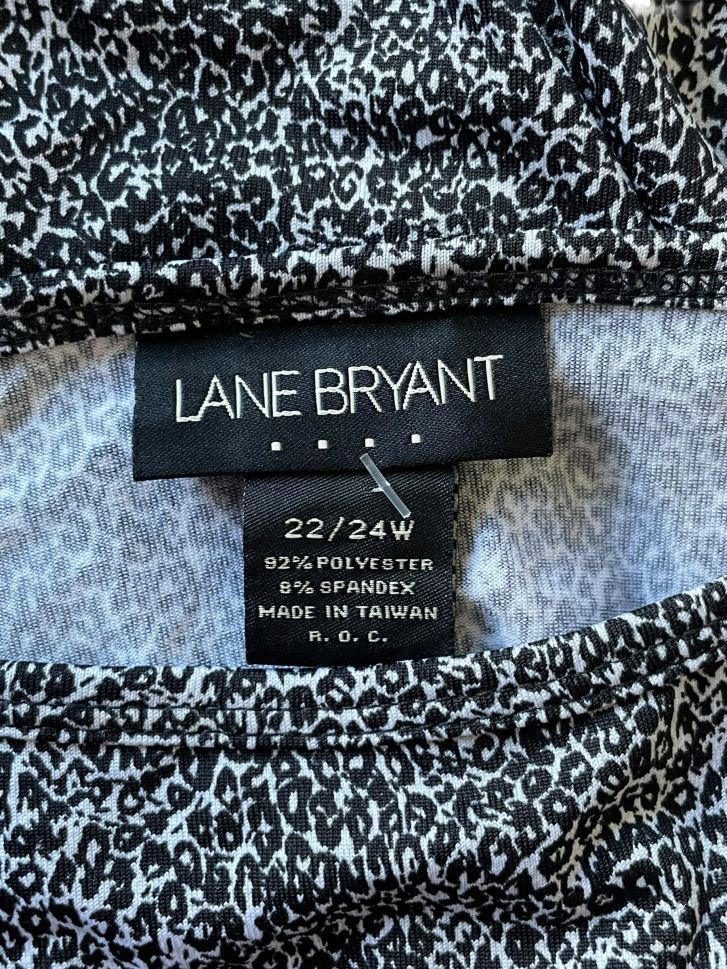 LANE BRYANT
22/24W
92% POLYESTER
8% SPANDEX
MADE IN TAIWAN
R. O. C.